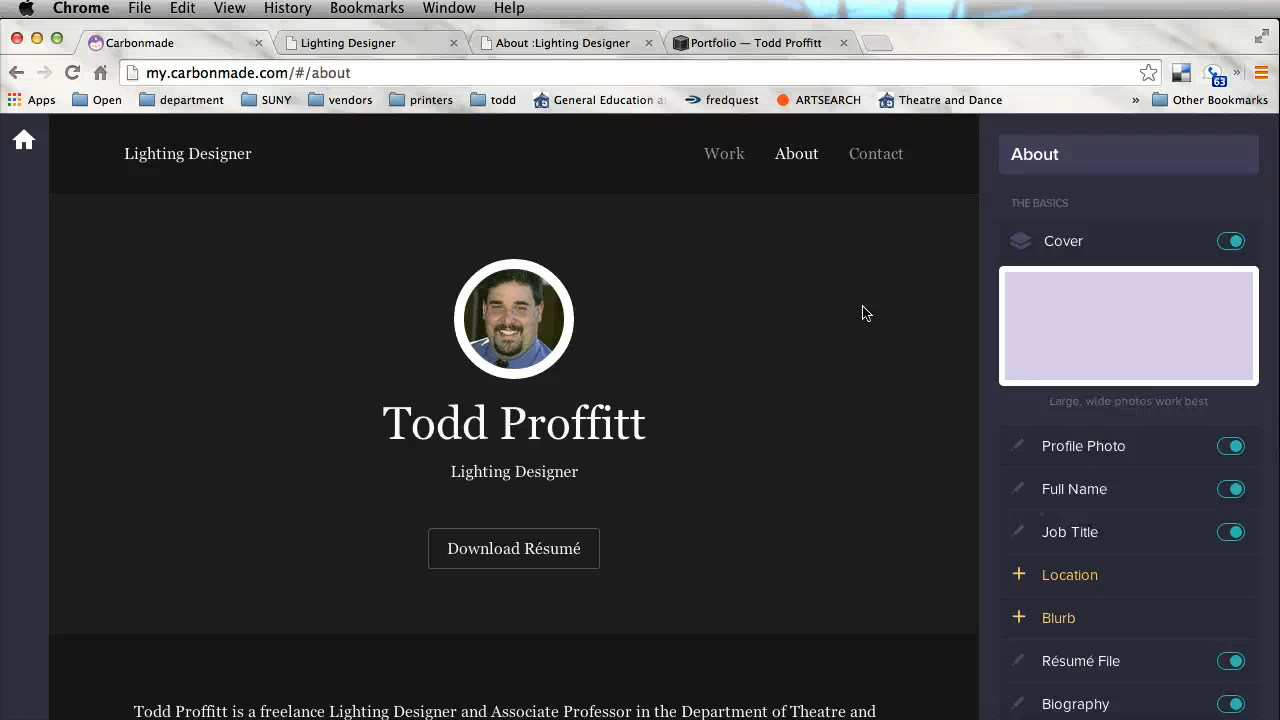 Chrome File Edit View History Bookmarks Window Help
Carbonmade Lighting Designer About :Lighting Designer Portfolio — Todd Proffitt
my.carbonmade.com/#/about 63 »
Apps Open department SUNY vendors printers todd General Education a fredquest ARTSEARCH Theatre and Dance » Other Bookmarks
Lighting Designer Work About Contact
Todd Proffitt
Lighting Designer
Download Résumé
Todd Proffitt is a freelance Lighting Designer and Associate Professor in the Department of Theatre and
About
THE BASICS
Cover
Large, wide photos work best
Profile Photo
Full Name
Job Title
+ Location
+ Blurb
Résumé File
Biography